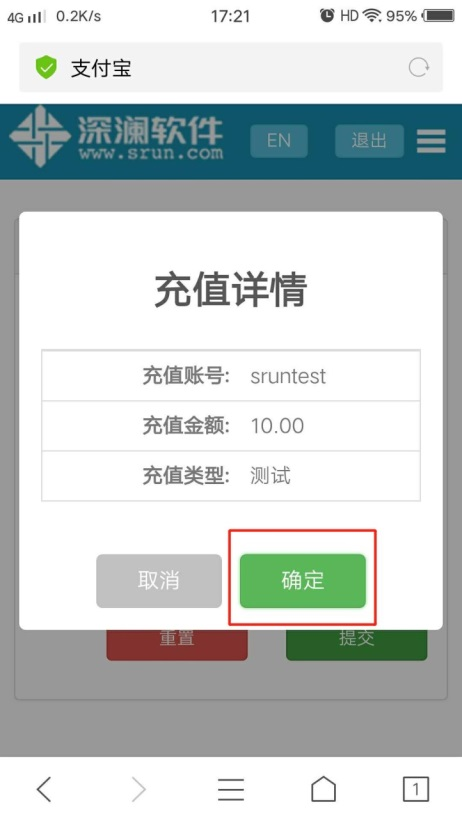 4G 0.2K/s 17:21 HD 95%
支付宝
深澜软件 EN 退出
www.srun.com
充值详情
充值账号: sruntest
充值金额: 10.00
充值类型: 测试
取消 确定
重置 提交
1